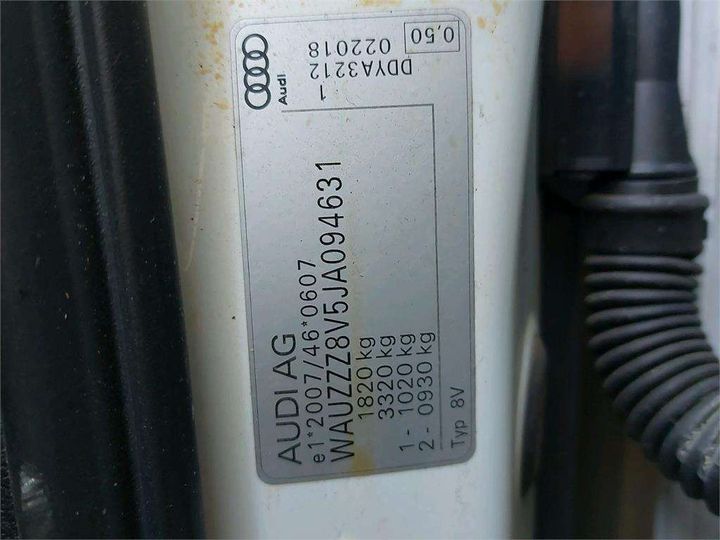 AUDI AG
e1*2007/46*0607
WAUZZZ8V5JA094631
1820 kg
3320 kg
1 - 1020 kg
2 - 0930 kg
Typ 8V
Audi
1
DDYA3212
022018
0,50